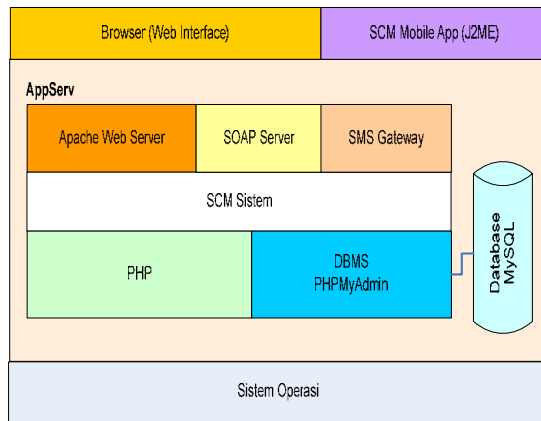 Browser (Web Interface)
SCM Mobile App (J2ME)
AppServ
Apache Web Server
SOAP Server
SMS Gateway
SCM Sistem
PHP
DBMS
PHPMyAdmin
Database
MySQL
Sistem Operasi